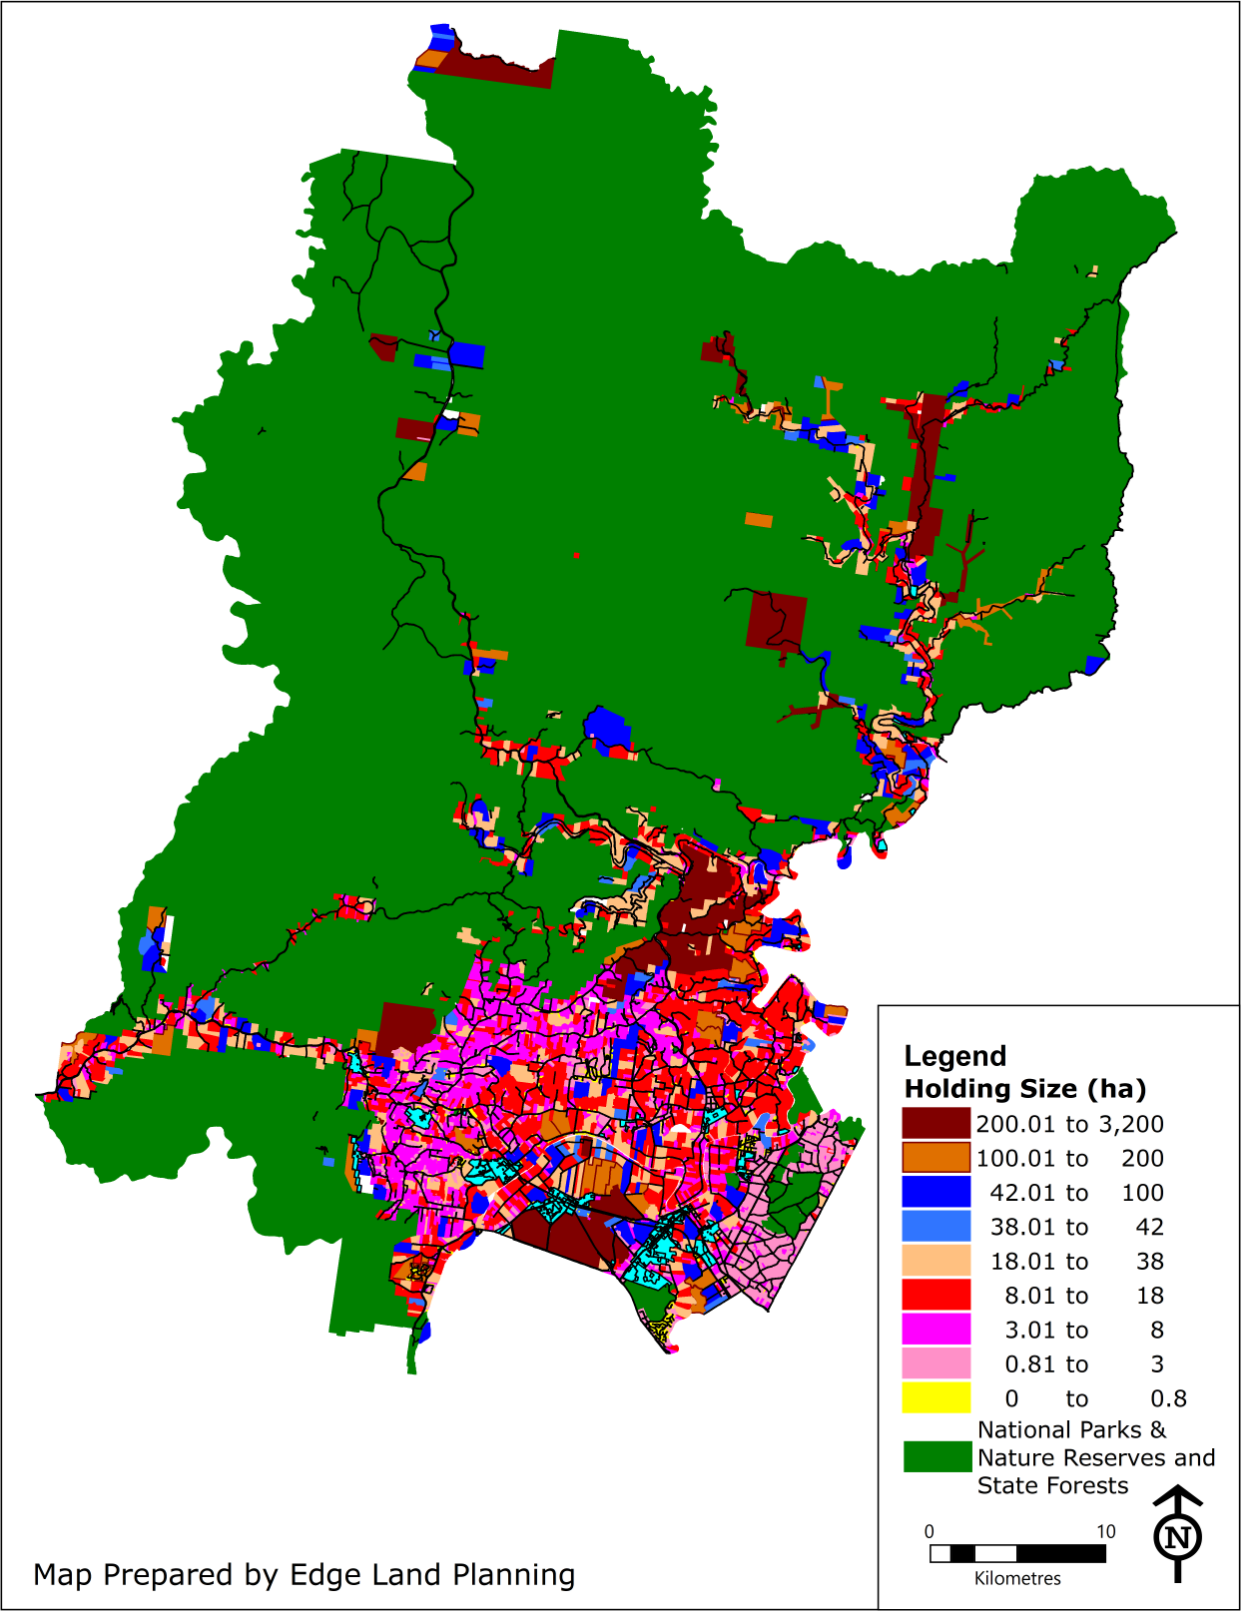 Legend
Holding Size (ha)
200.01 to 3,200
100.01 to 200
42.01 to 100
38.01 to 42
18.01 to 38
8.01 to 18
3.01 to 8
0.81 to 3
0 to 0.8
National Parks &
Nature Reserves and
State Forests
0 10
Kilometres
N
Map Prepared by Edge Land Planning